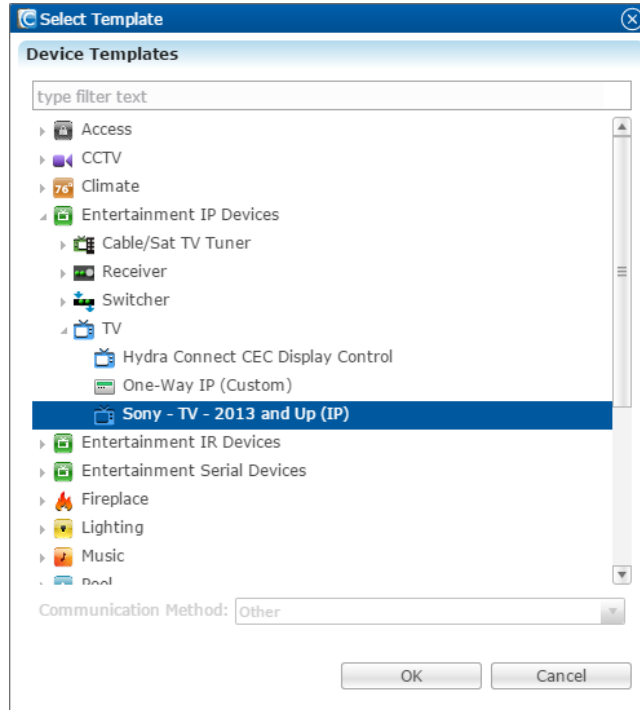 Select Template
Device Templates
type filter text
Access
CCTV
76°
Climate
Entertainment IP Devices
Cable/Sat TV Tuner
Receiver
Switcher
TV
Hydra Connect CEC Display Control
One-Way IP (Custom)
Sony - TV - 2013 and Up (IP)
Entertainment IR Devices
Entertainment Serial Devices
Fireplace
Lighting
Music
Pool
Communication Method: Other
OK Cancel